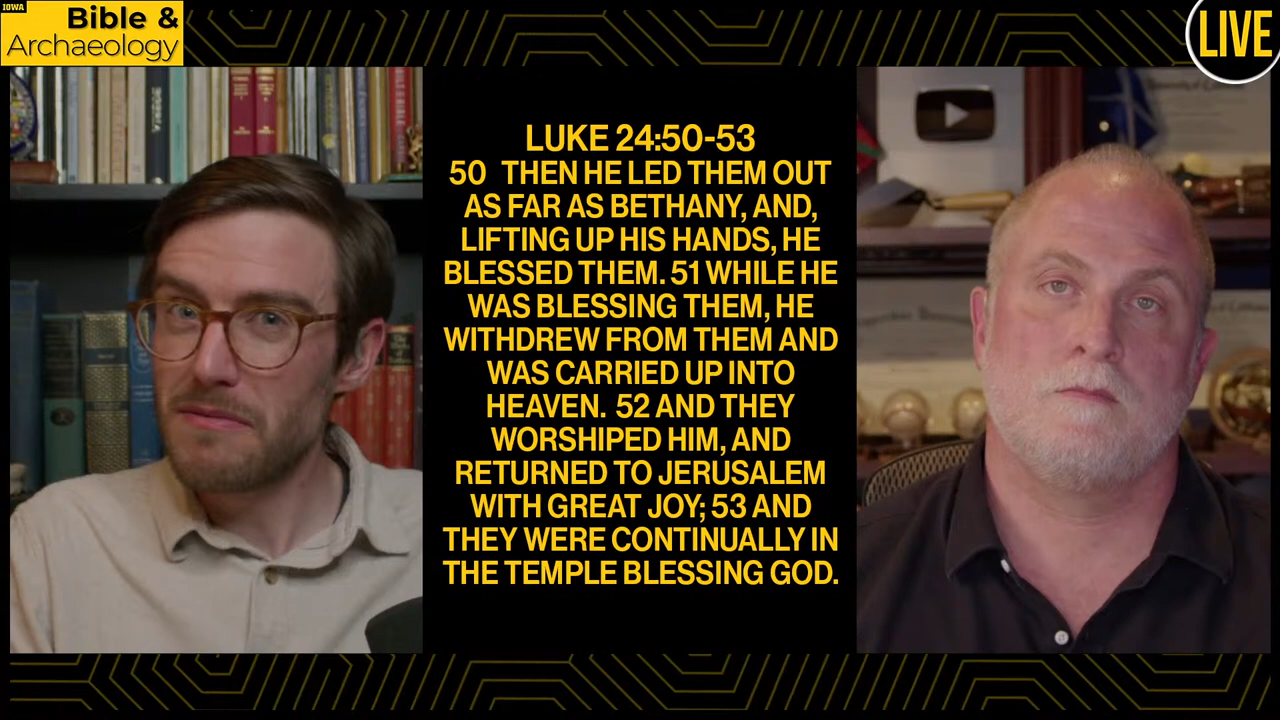 IOWA
Bible &
Archaeology
LIVE
LUKE 24:50-53
50 THEN HE LED THEM OUT
AS FAR AS BETHANY, AND,
LIFTING UP HIS HANDS, HE
BLESSED THEM. 51 WHILE HE
WAS BLESSING THEM, HE
WITHDREW FROM THEM AND
WAS CARRIED UP INTO
HEAVEN. 52 AND THEY
WORSHIPED HIM, AND
RETURNED TO JERUSALEM
WITH GREAT JOY; 53 AND
THEY WERE CONTINUALLY IN
THE TEMPLE BLESSING GOD.